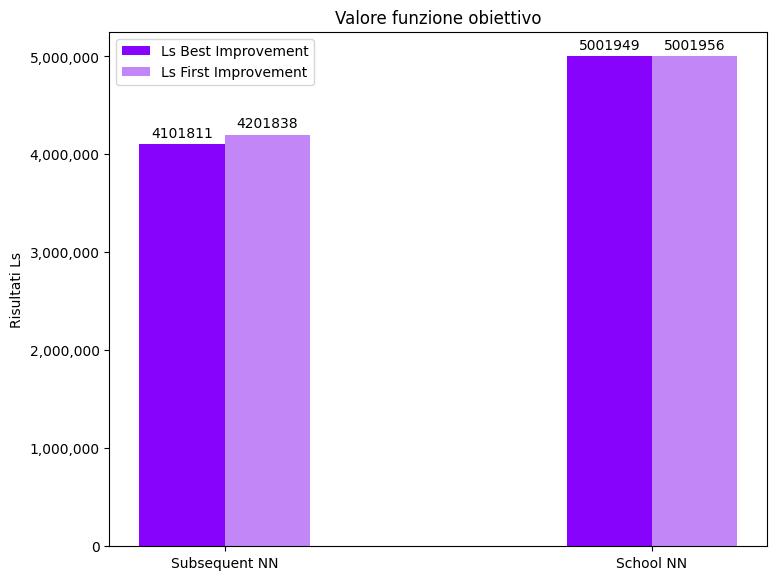 Valore funzione obiettivo
Ls Best Improvement
Ls First Improvement
5001949
5001956
4101811
4201838
5,000,000
4,000,000
3,000,000
2,000,000
1,000,000
0
Risultati Ls
Subsequent NN
School NN